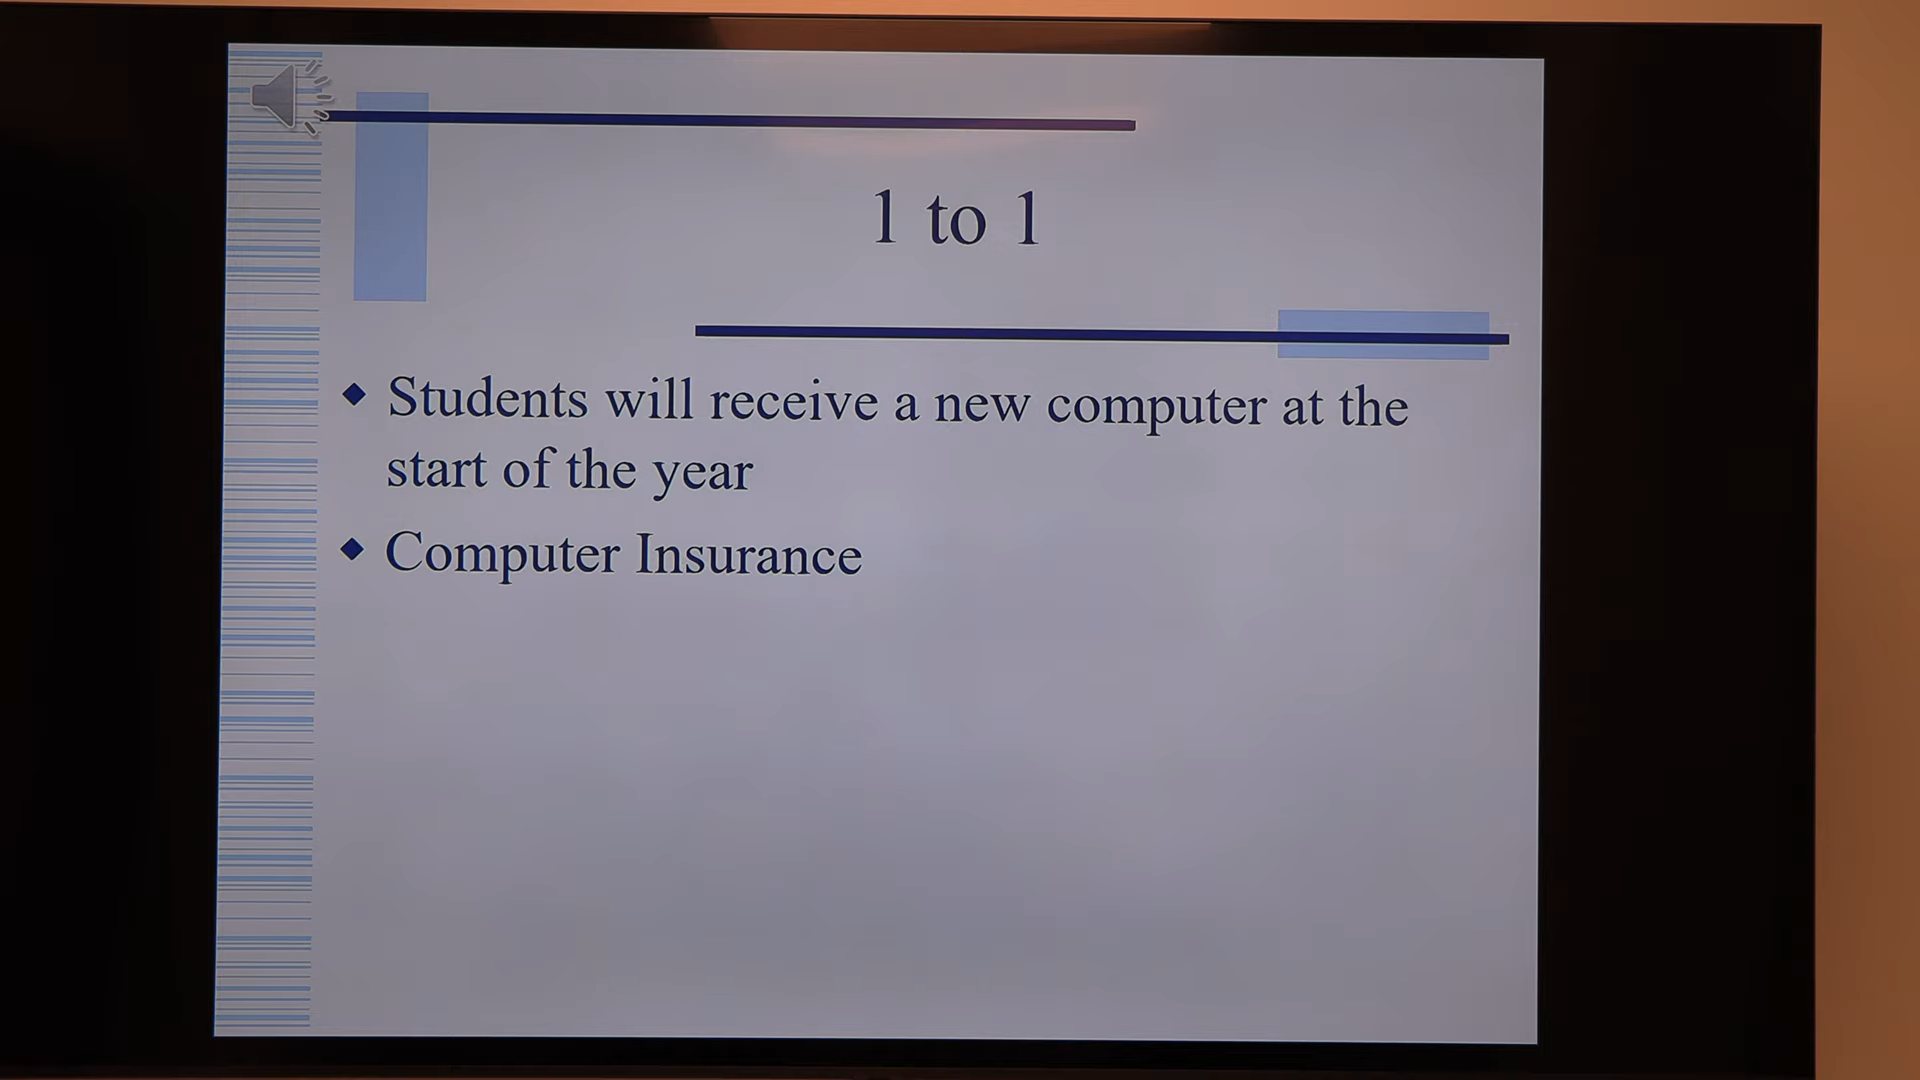 1 to 1
Students will receive a new computer at the
start of the year
Computer Insurance